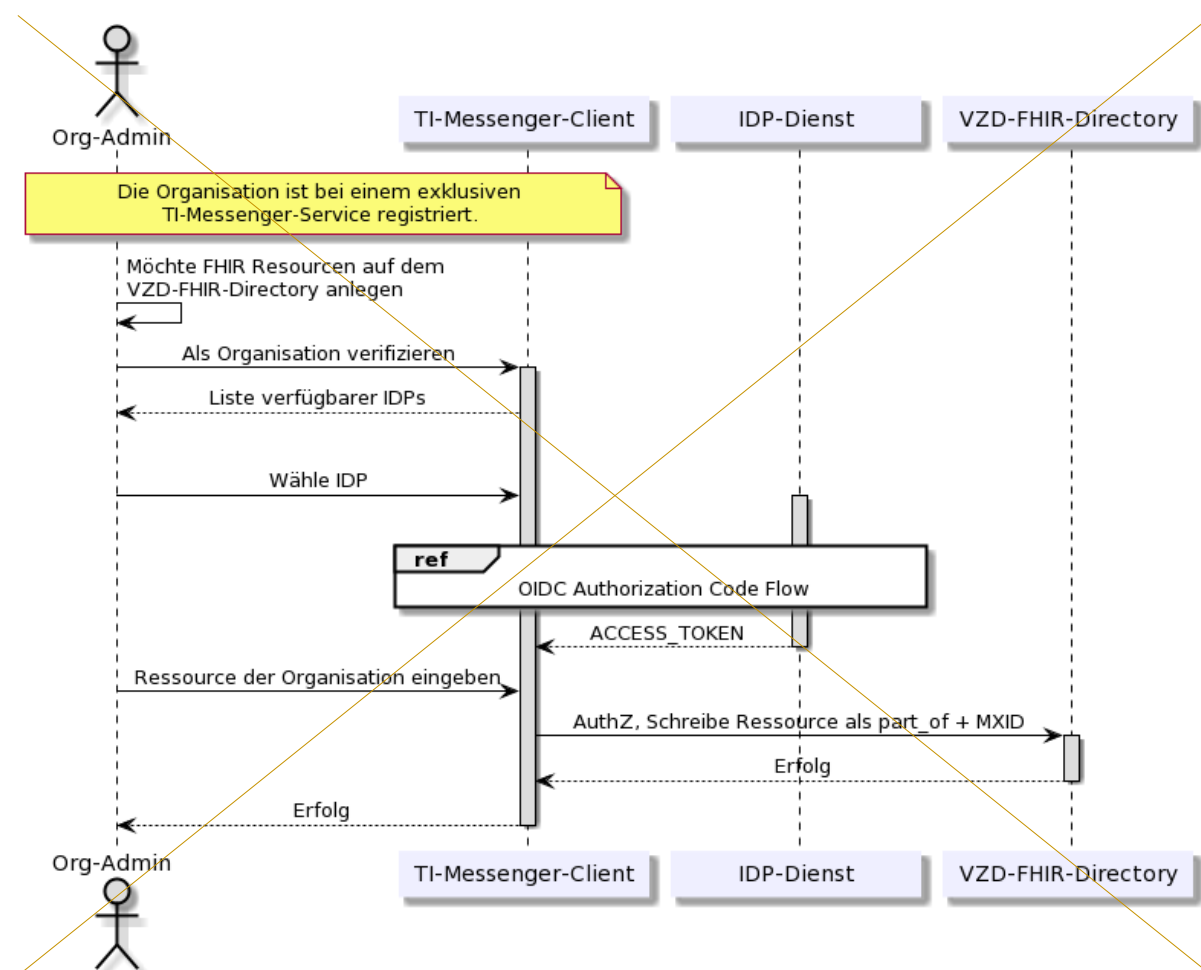 Org-Admin
TI-Messenger-Client
IDP-Dienst
VZD-FHIR-Directory
Die Organisation ist bei einem exklusiven
TI-Messenger-Service registriert.
Möchte FHIR Resourcen auf dem
VZD-FHIR-Directory anlegen
Als Organisation verifizieren
Liste verfügbarer IDPs
Wähle IDP
ref
OIDC Authorization Code Flow
ACCESS_TOKEN
Ressource der Organisation eingeben
AuthZ, Schreibe Ressource als part_of + MXID
Erfolg
Erfolg
Org-Admin
TI-Messenger-Client
IDP-Dienst
VZD-FHIR-Directory